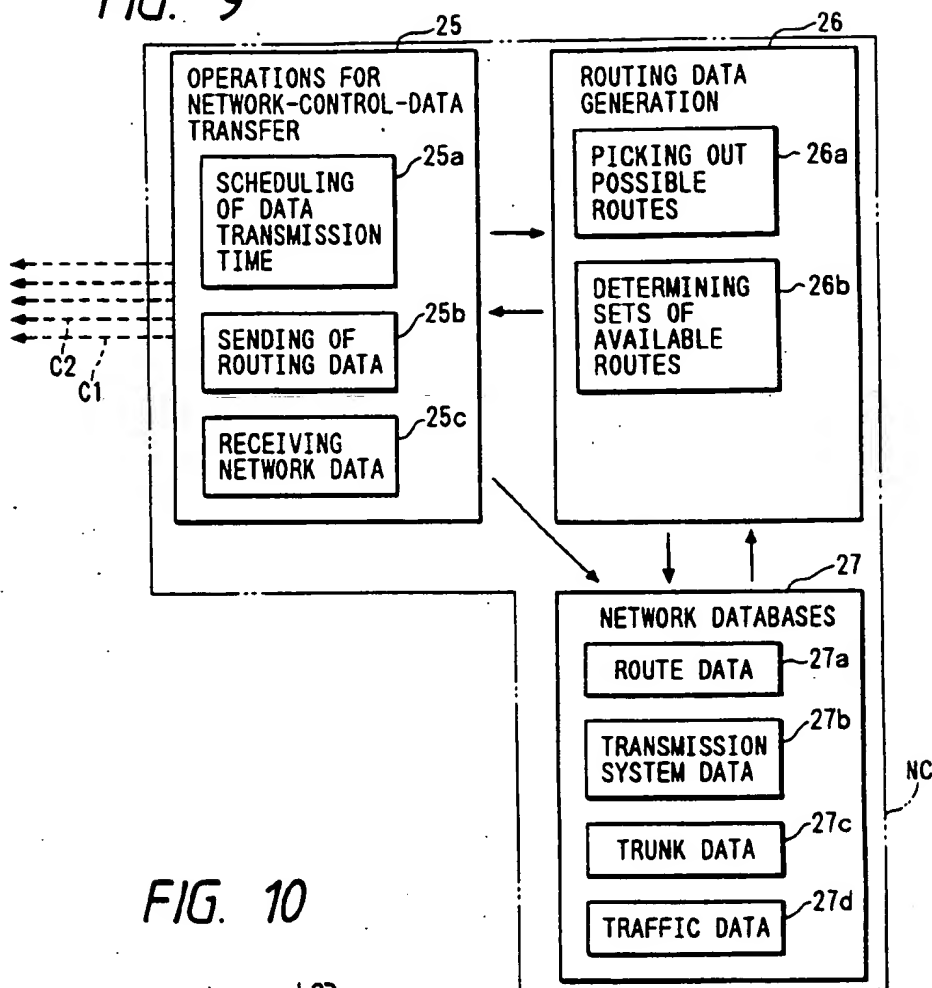 FIG. 9
25
26
OPERATIONS FOR
NETWORK-CONTROL-DATA
TRANSFER
25a
SCHEDULING
OF DATA
TRANSMISSION
TIME
25b
SENDING OF
ROUTING DATA
25c
RECEIVING
NETWORK DATA
C2
C1
ROUTING DATA
GENERATION
PICKING OUT
POSSIBLE
ROUTES
26a
DETERMINING
SETS OF
AVAILABLE
ROUTES
26b
27
NETWORK DATABASES
ROUTE DATA
27a
TRANSMISSION
SYSTEM DATA
27b
TRUNK DATA
27c
TRAFFIC DATA
27d
NC
FIG. 10